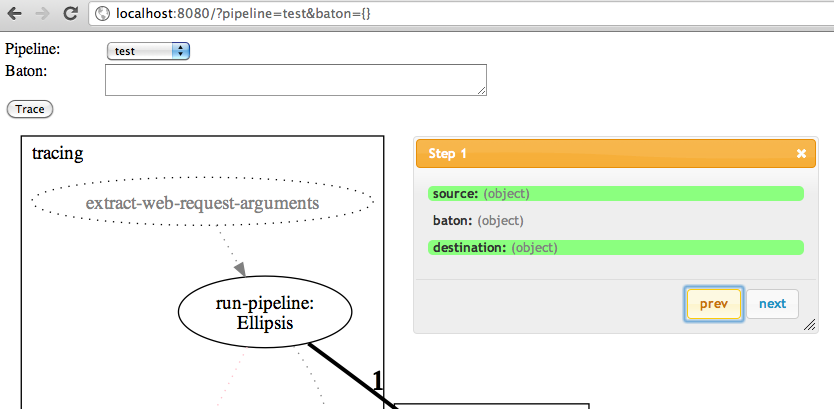 localhost:8080/?pipeline=test&baton={}
Pipeline: test
Baton:
Trace
tracing
extract-web-request-arguments
run-pipeline:
Ellipsis
1
Step 1
source: (object)
baton: (object)
destination: (object)
prev next